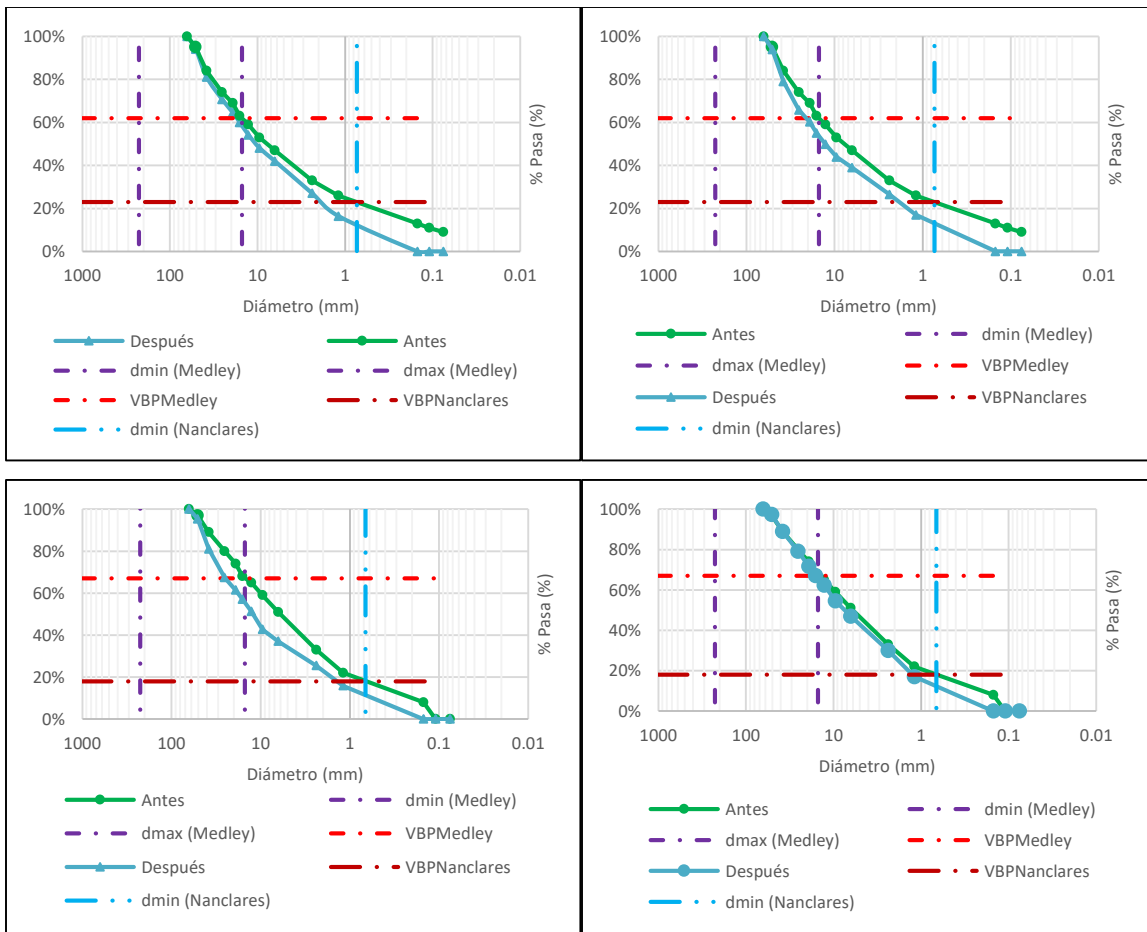 100%
80%
60%
40%
20%
0%
1000 100 10 1 0.1 0.01
% Pasa (%)
Diámetro (mm)
Después Antes
dmin (Medley) dmax (Medley)
VBPMedley VBPNanclares
dmin (Nanclares)
100%
80%
60%
40%
20%
0%
1000 100 10 1 0.1 0.01
% Pasa (%)
Diámetro (mm)
Antes dmin (Medley)
dmax (Medley) VBPMedley
Después VBPNanclares
dmin (Nanclares)
100%
80%
60%
40%
20%
0%
1000 100 10 1 0.1 0.01
% Pasa (%)
Diámetro (mm)
Antes dmin (Medley)
dmax (Medley) VBPMedley
Después VBPNanclares
dmin (Nanclares)
100%
80%
60%
40%
20%
0%
1000 100 10 1 0.1 0.01
% Pasa (%)
Diámetro (mm)
Antes dmin (Medley)
dmax (Medley) VBPMedley
Después VBPNanclares
dmin (Nanclares)